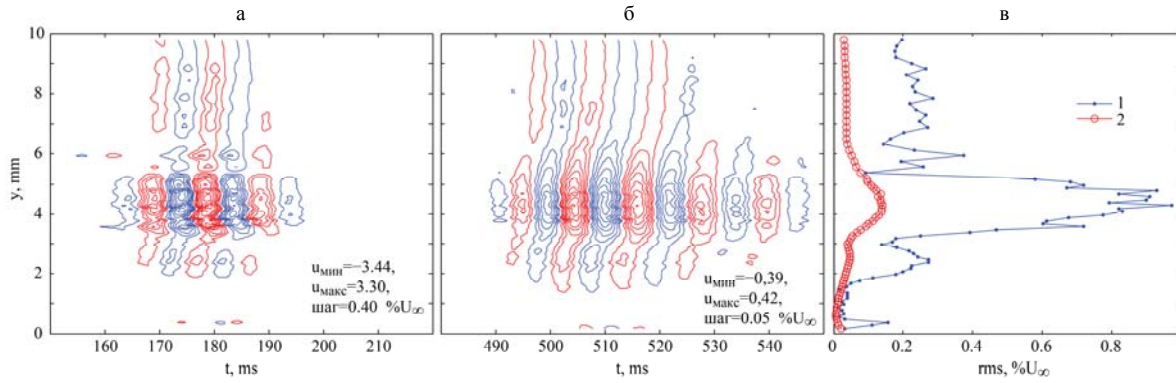 а
б
в
y, mm
10
8
6
4
2
0
uмин=−3.44,
uмакс=3.30,
шаг=0.40 %U∞
160 170 180 190 200 210
t, ms
uмин=−0,39,
uмакс=0,42,
шаг=0.05 %U∞
490 500 510 520 530 540
t, ms
1
2
0 0.2 0.4 0.6 0.8
rms, %U∞